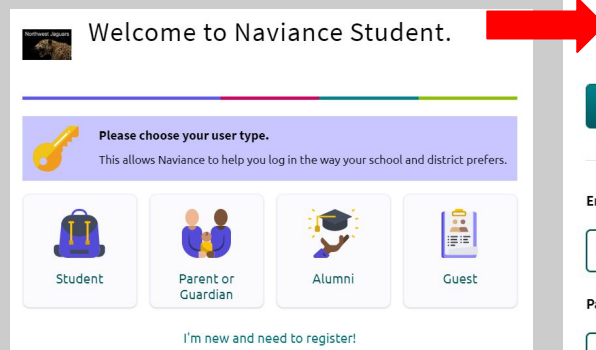 Northwest Jaguars
Welcome to Naviance Student.
Please choose your user type.
This allows Naviance to help you log in the way your school and district prefers.
Student
Parent or
Guardian
Alumni
Guest
I'm new and need to register!